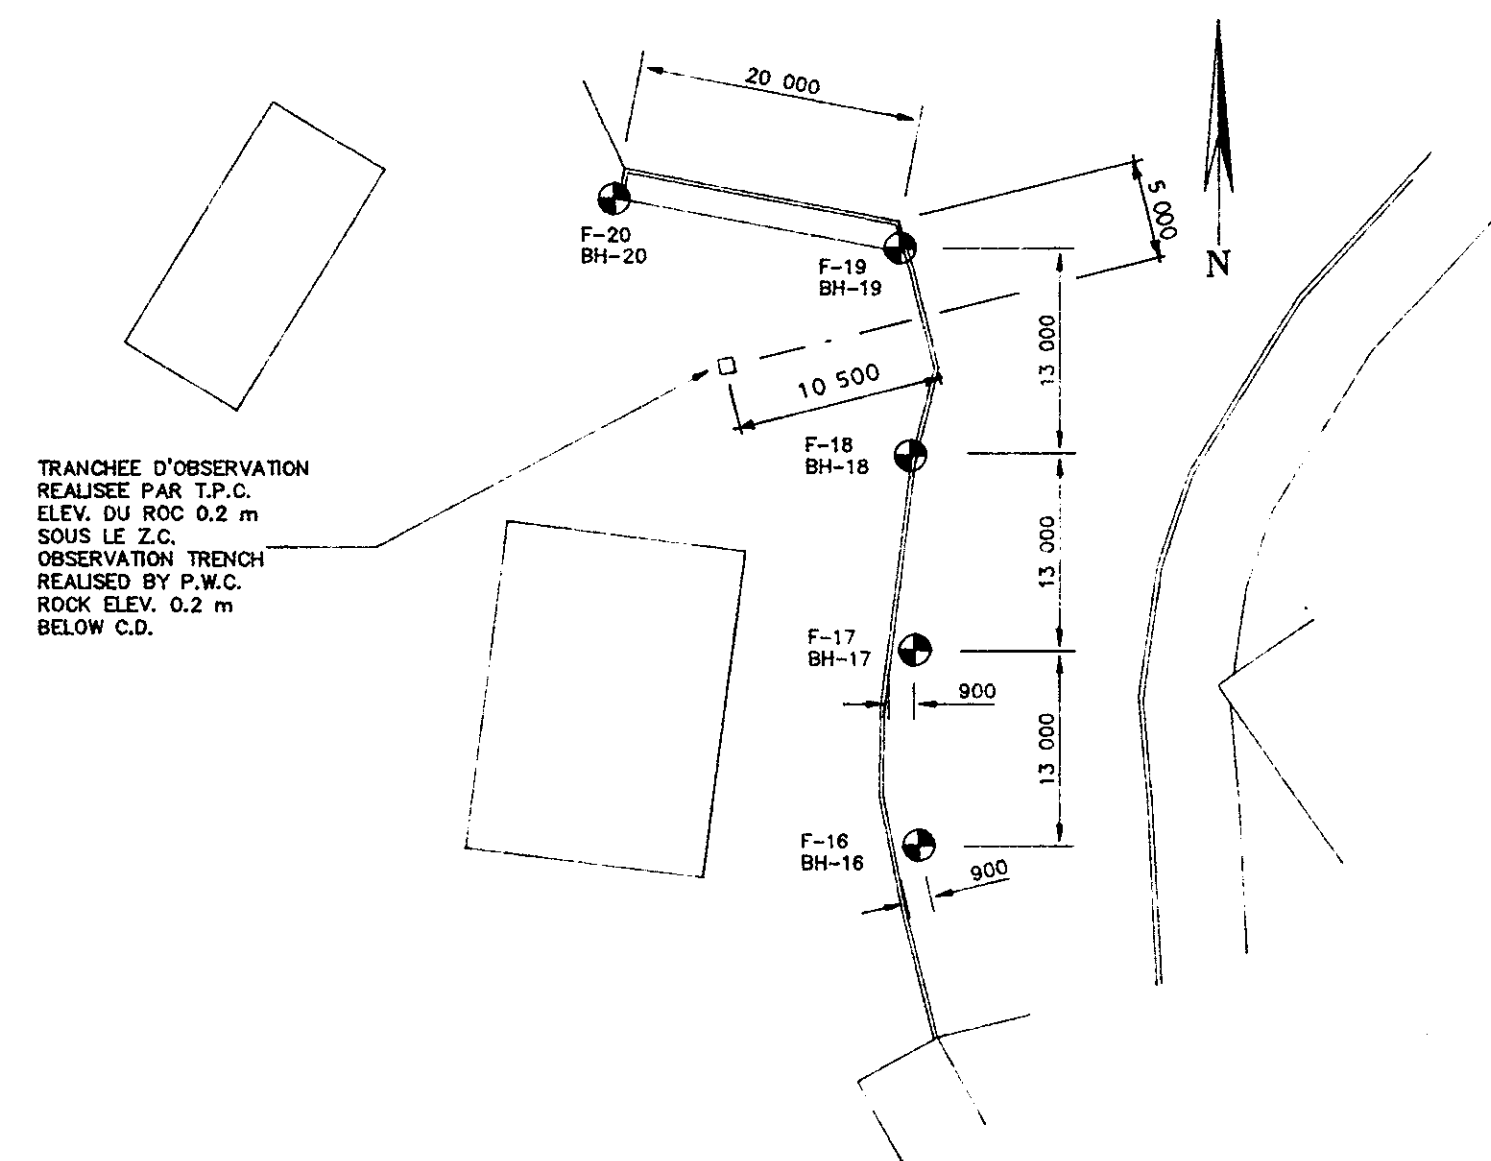 20 000
5 000
N
F-20
BH-20
F-19
BH-19
13 000
10 500
F-18
BH-18
TRANCHEE D'OBSERVATION
REALISEE PAR T.P.C.
ELEV. DU ROC 0.2 m
SOUS LE Z.C.
OBSERVATION TRENCH
REALISED BY P.W.C.
ROCK ELEV. 0.2 m
BELOW C.D.
13 000
F-17
BH-17
900
13 000
F-16
BH-16
900